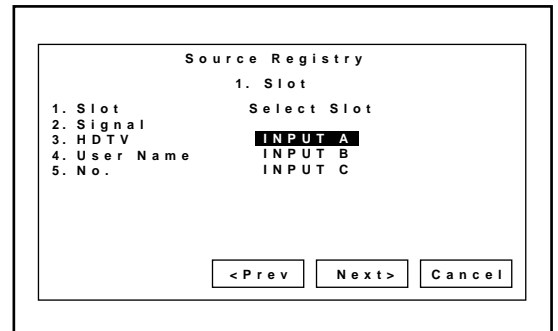 Source Registry
1. Slot
1. Slot
2. Signal
3. HDTV
4. User Name
5. No.
Select Slot
INPUT A
INPUT B
INPUT C
<Prev
Next>
Cancel